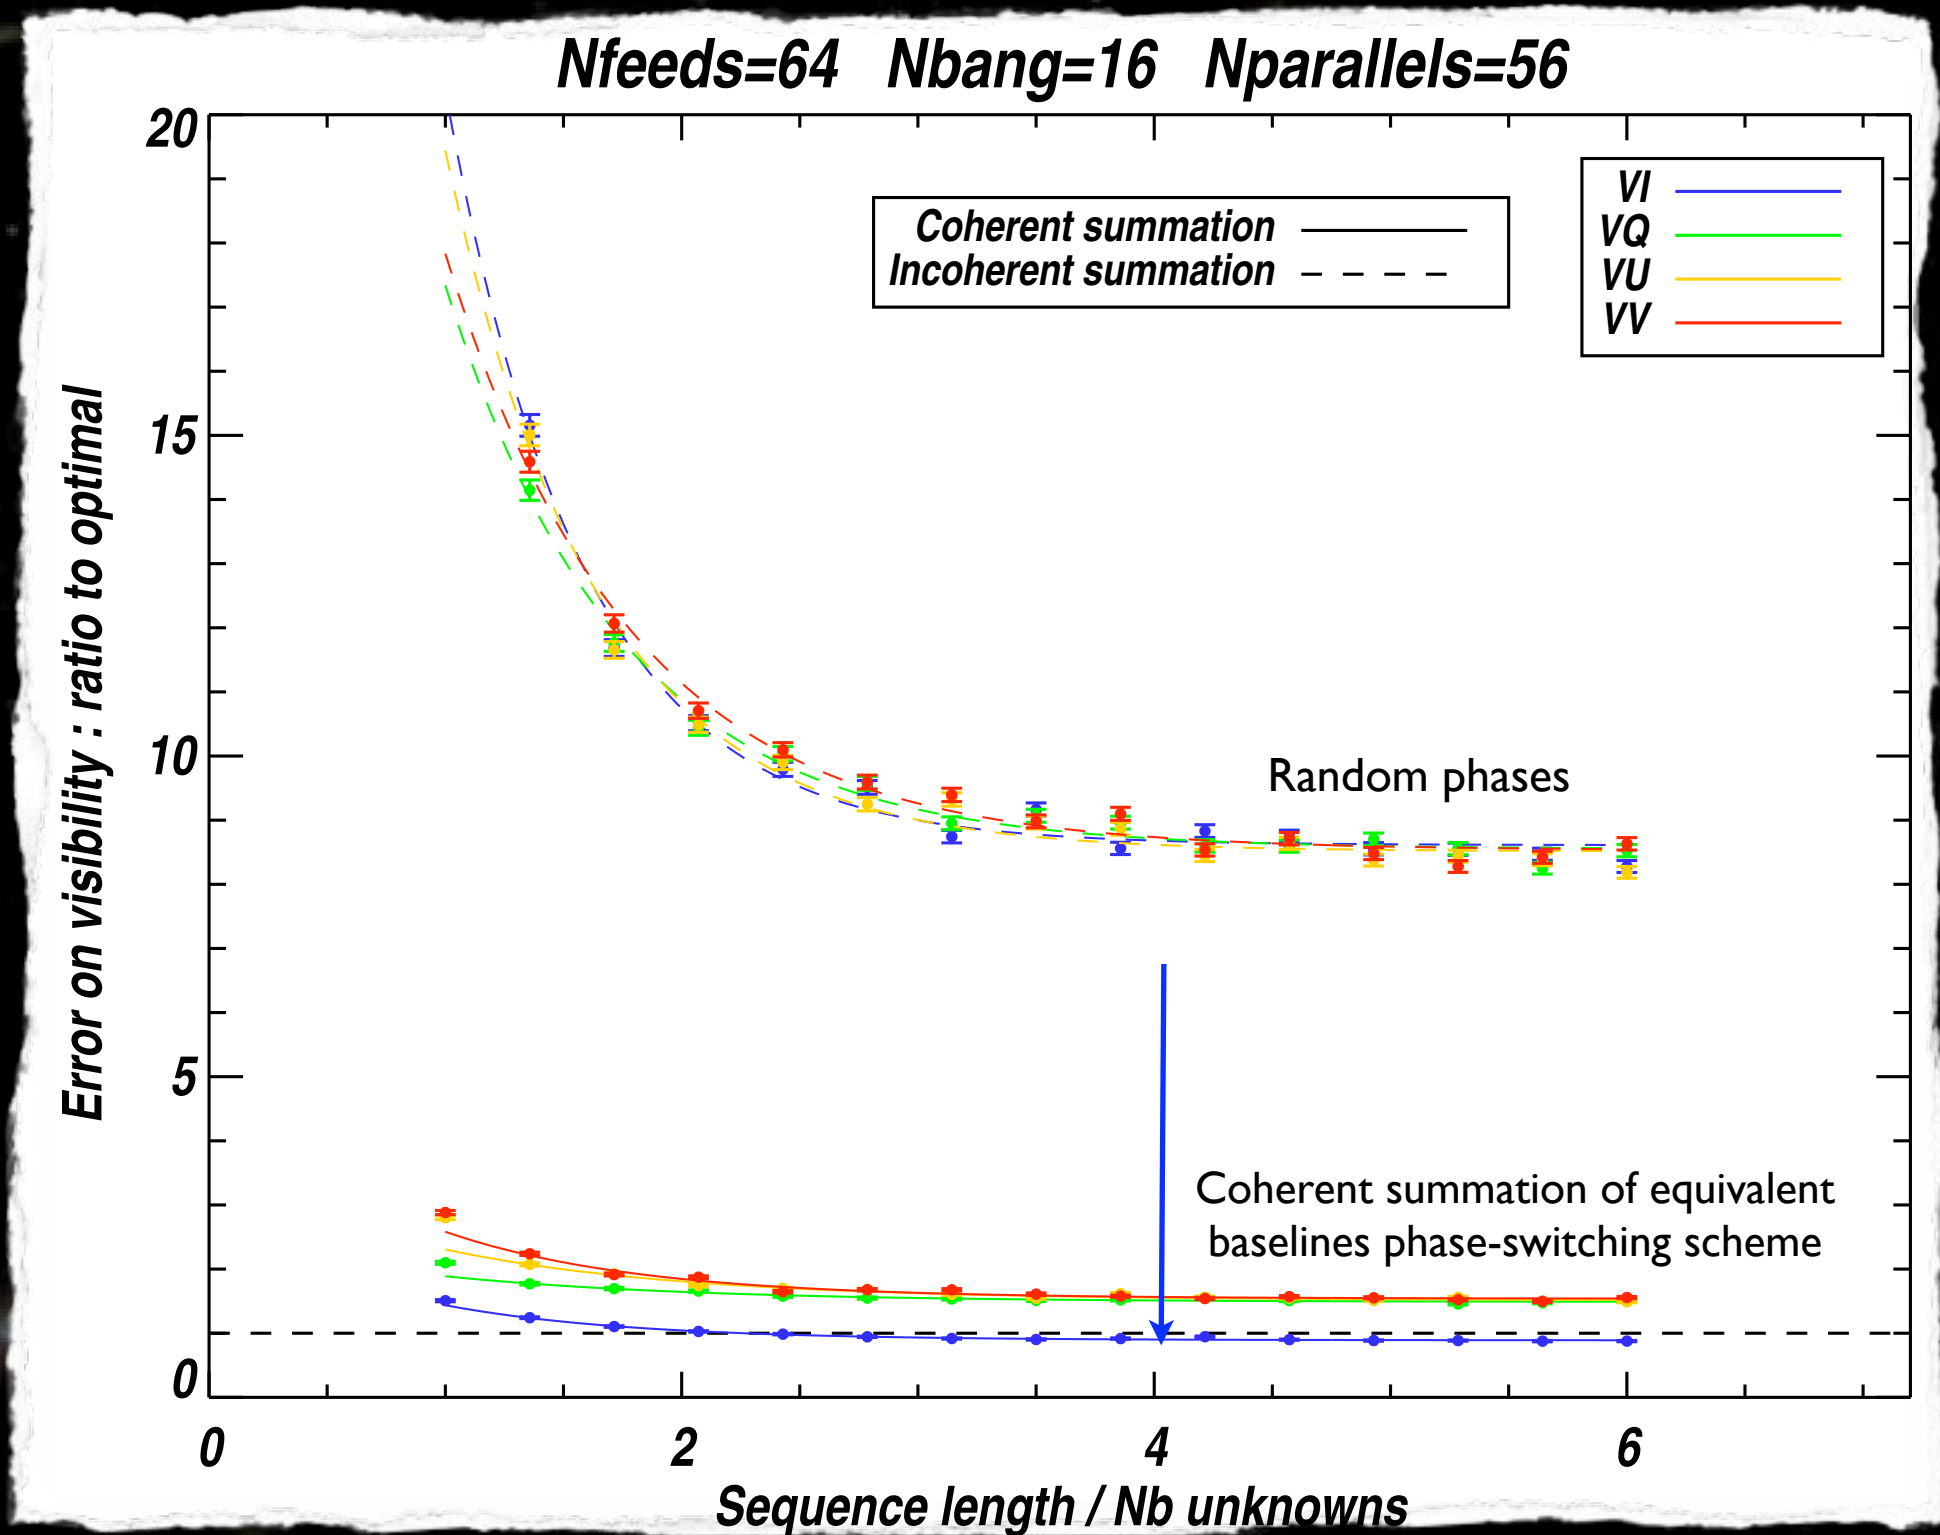 Nfeeds=64 Nbang=16 Nparallels=56
20
15
10
5
0
Error on visibility : ratio to optimal
Coherent summation
Incoherent summation
VI
VQ
VU
VV
Random phases
Coherent summation of equivalent
baselines phase-switching scheme
0 2 4 6
Sequence length / Nb unknowns